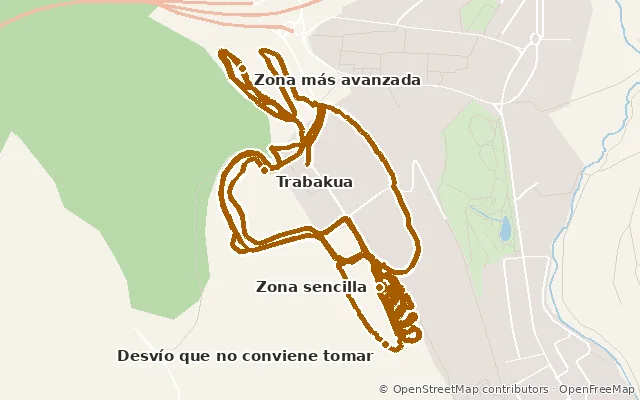 Zona más avanzada
Trabakua
Zona sencilla
Desvío que no conviene tomar
© OpenStreetMap contributors - OpenFreeMap